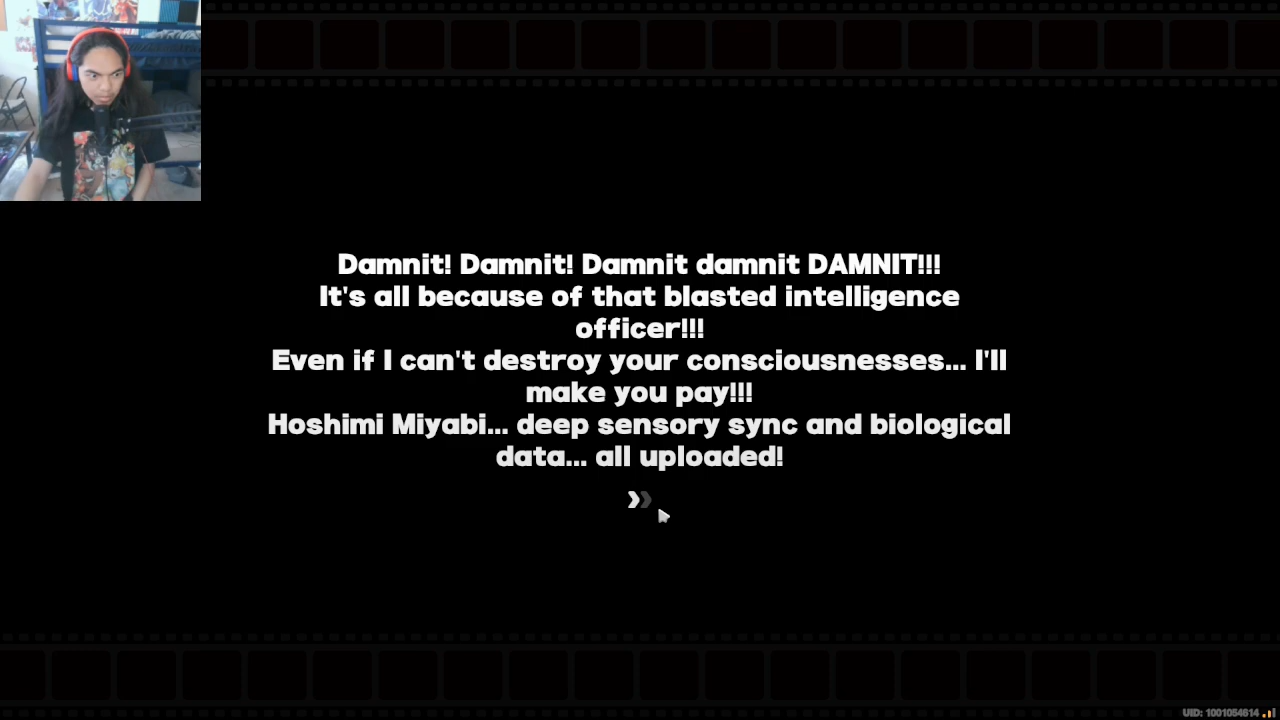 Damnit! Damnit! Damnit damnit DAMNIT!!!
It's all because of that blasted intelligence
officer!!!
Even if I can't destroy your consciousnesses... I'll
make you pay!!!
Hoshimi Miyabi... deep sensory sync and biological
data... all uploaded!
UID: 1001054614